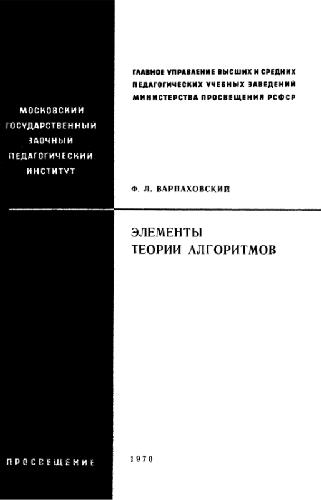 ГЛАВНОЕ УПРАВЛЕНИЕ ВЫСШИХ И СРЕДНИХ
ПЕДАГОГИЧЕСКИХ УЧЕБНЫХ ЗАВЕДЕНИЙ
МИНИСТЕРСТВА ПРОСВЕЩЕНИЯ РСФСР
МОСКОВСКИЙ
ГОСУДАРСТВЕННЫЙ
ЗАОЧНЫЙ
ПЕДАГОГИЧЕСКИЙ
ИНСТИТУТ
Ф. Л. ВАРПАХОВСКИЙ
ЭЛЕМЕНТЫ
ТЕОРИИ АЛГОРИТМОВ
ПРОСВЕЩЕНИЕ
1970